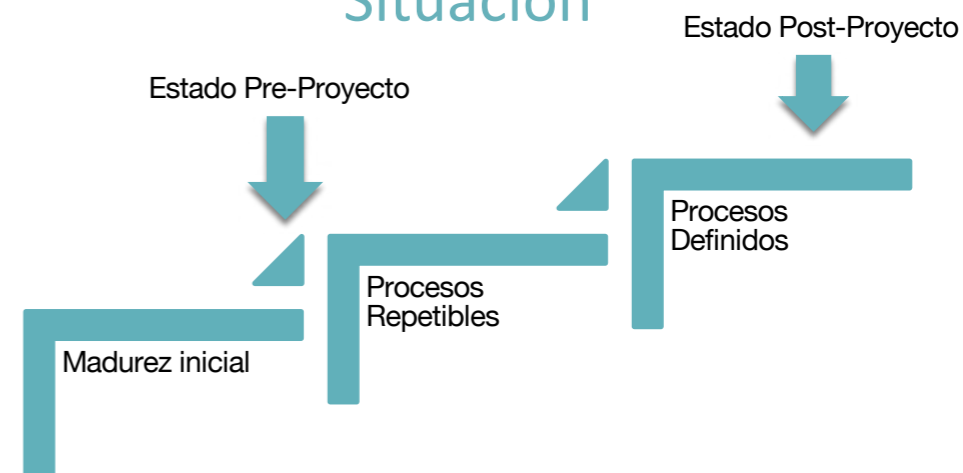 Situación
Estado Post-Proyecto
Estado Pre-Proyecto
Procesos
Definidos
Procesos
Repetibles
Madurez inicial